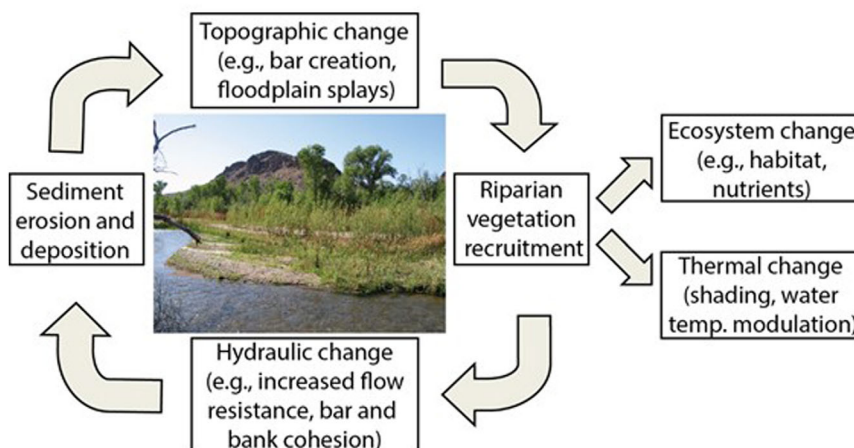 Topographic change
(e.g., bar creation,
floodplain splays)
Sediment
erosion and
deposition
Riparian
vegetation
recruitment
Ecosystem change
(e.g., habitat,
nutrients)
Thermal change
(shading, water
temp. modulation)
Hydraulic change
(e.g., increased flow
resistance, bar and
bank cohesion)